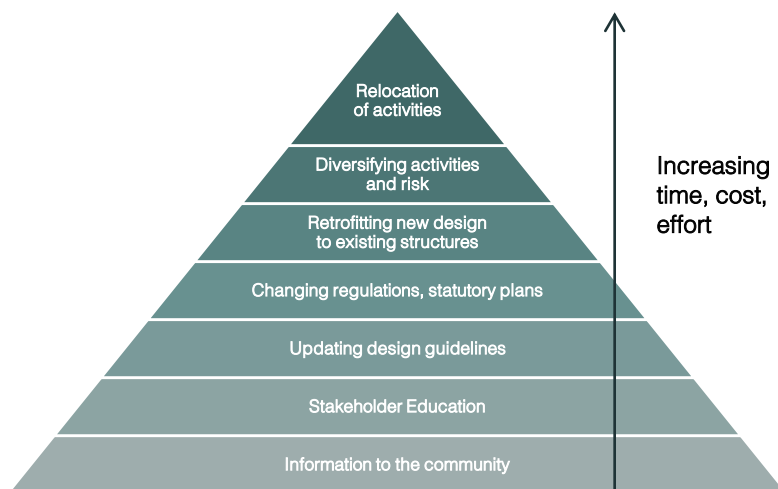 Relocation
of activities
Diversifying activities
and risk
Retrofitting new design
to existing structures
Changing regulations, statutory plans
Updating design guidelines
Stakeholder Education
Information to the community
Increasing
time, cost,
effort